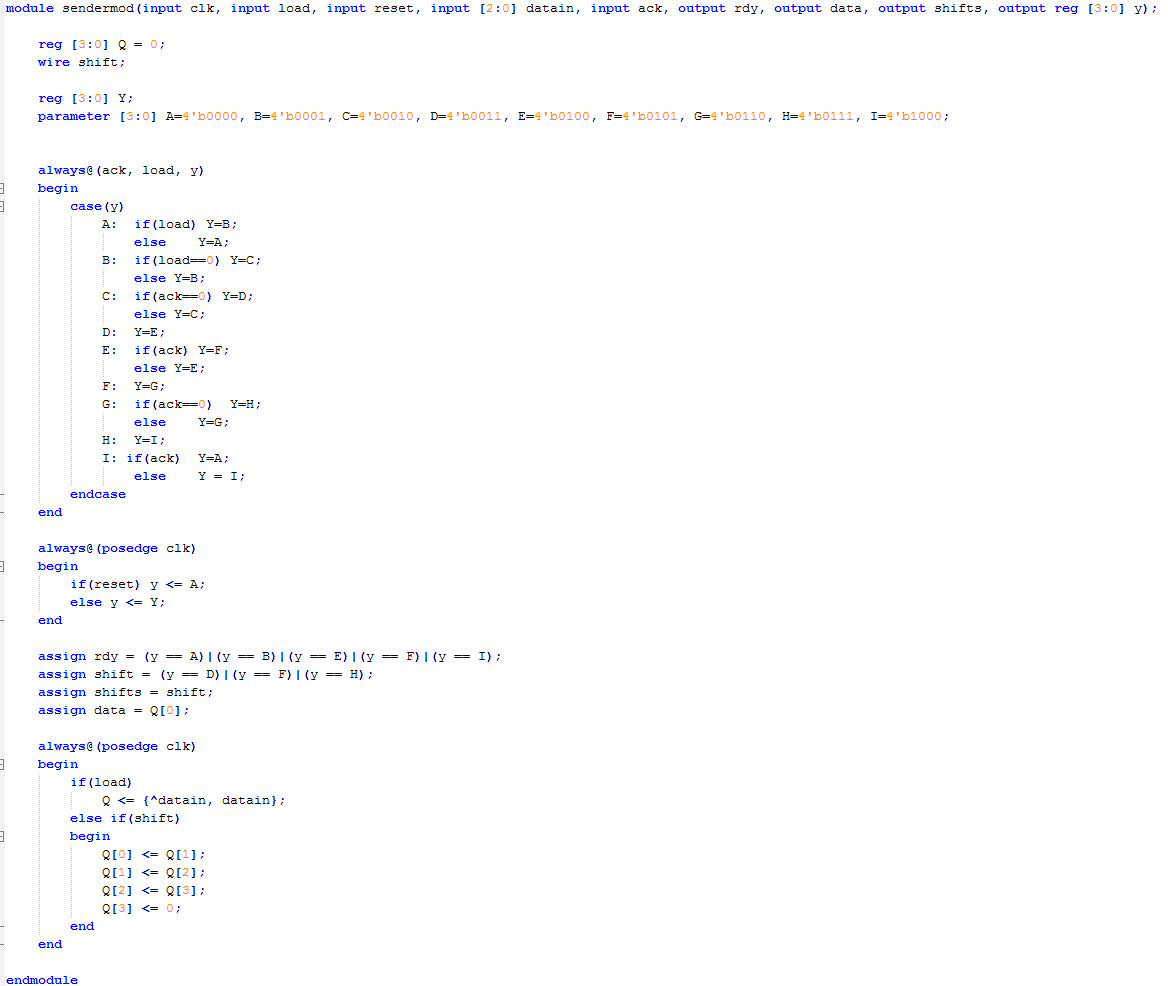 module sendermod(input clk, input load, input reset, input [2:0] datain, input ack, output rdy, output data, output shifts, output reg [3:0] y);
reg [3:0] Q = 0;
wire shift;
reg [3:0] Y;
parameter [3:0] A=4'b0000, B=4'b0001, C=4'b0010, D=4'b0011, E=4'b0100, F=4'b0101, G=4'b0110, H=4'b0111, I=4'b1000;
always@(ack, load, y)
begin
case(y)
A: if(load) Y=B;
else Y=A;
B: if(load==0) Y=C;
else Y=B;
C: if(ack==0) Y=D;
else Y=C;
D: Y=E;
E: if(ack) Y=F;
else Y=E;
F: Y=G;
G: if(ack==0) Y=H;
else Y=G;
H: Y=I;
I: if(ack) Y=A;
else Y = I;
endcase
end
always@(posedge clk)
begin
if(reset) y <= A;
else y <= Y;
end
assign rdy = (y == A)|(y == B)|(y == E)|(y == F)|(y == I);
assign shift = (y == D)|(y == F)|(y == H);
assign shifts = shift;
assign data = Q[0];
always@(posedge clk)
begin
if(load)
Q <= {^datain, datain};
else if(shift)
begin
Q[0] <= Q[1];
Q[1] <= Q[2];
Q[2] <= Q[3];
Q[3] <= 0;
end
end
endmodule